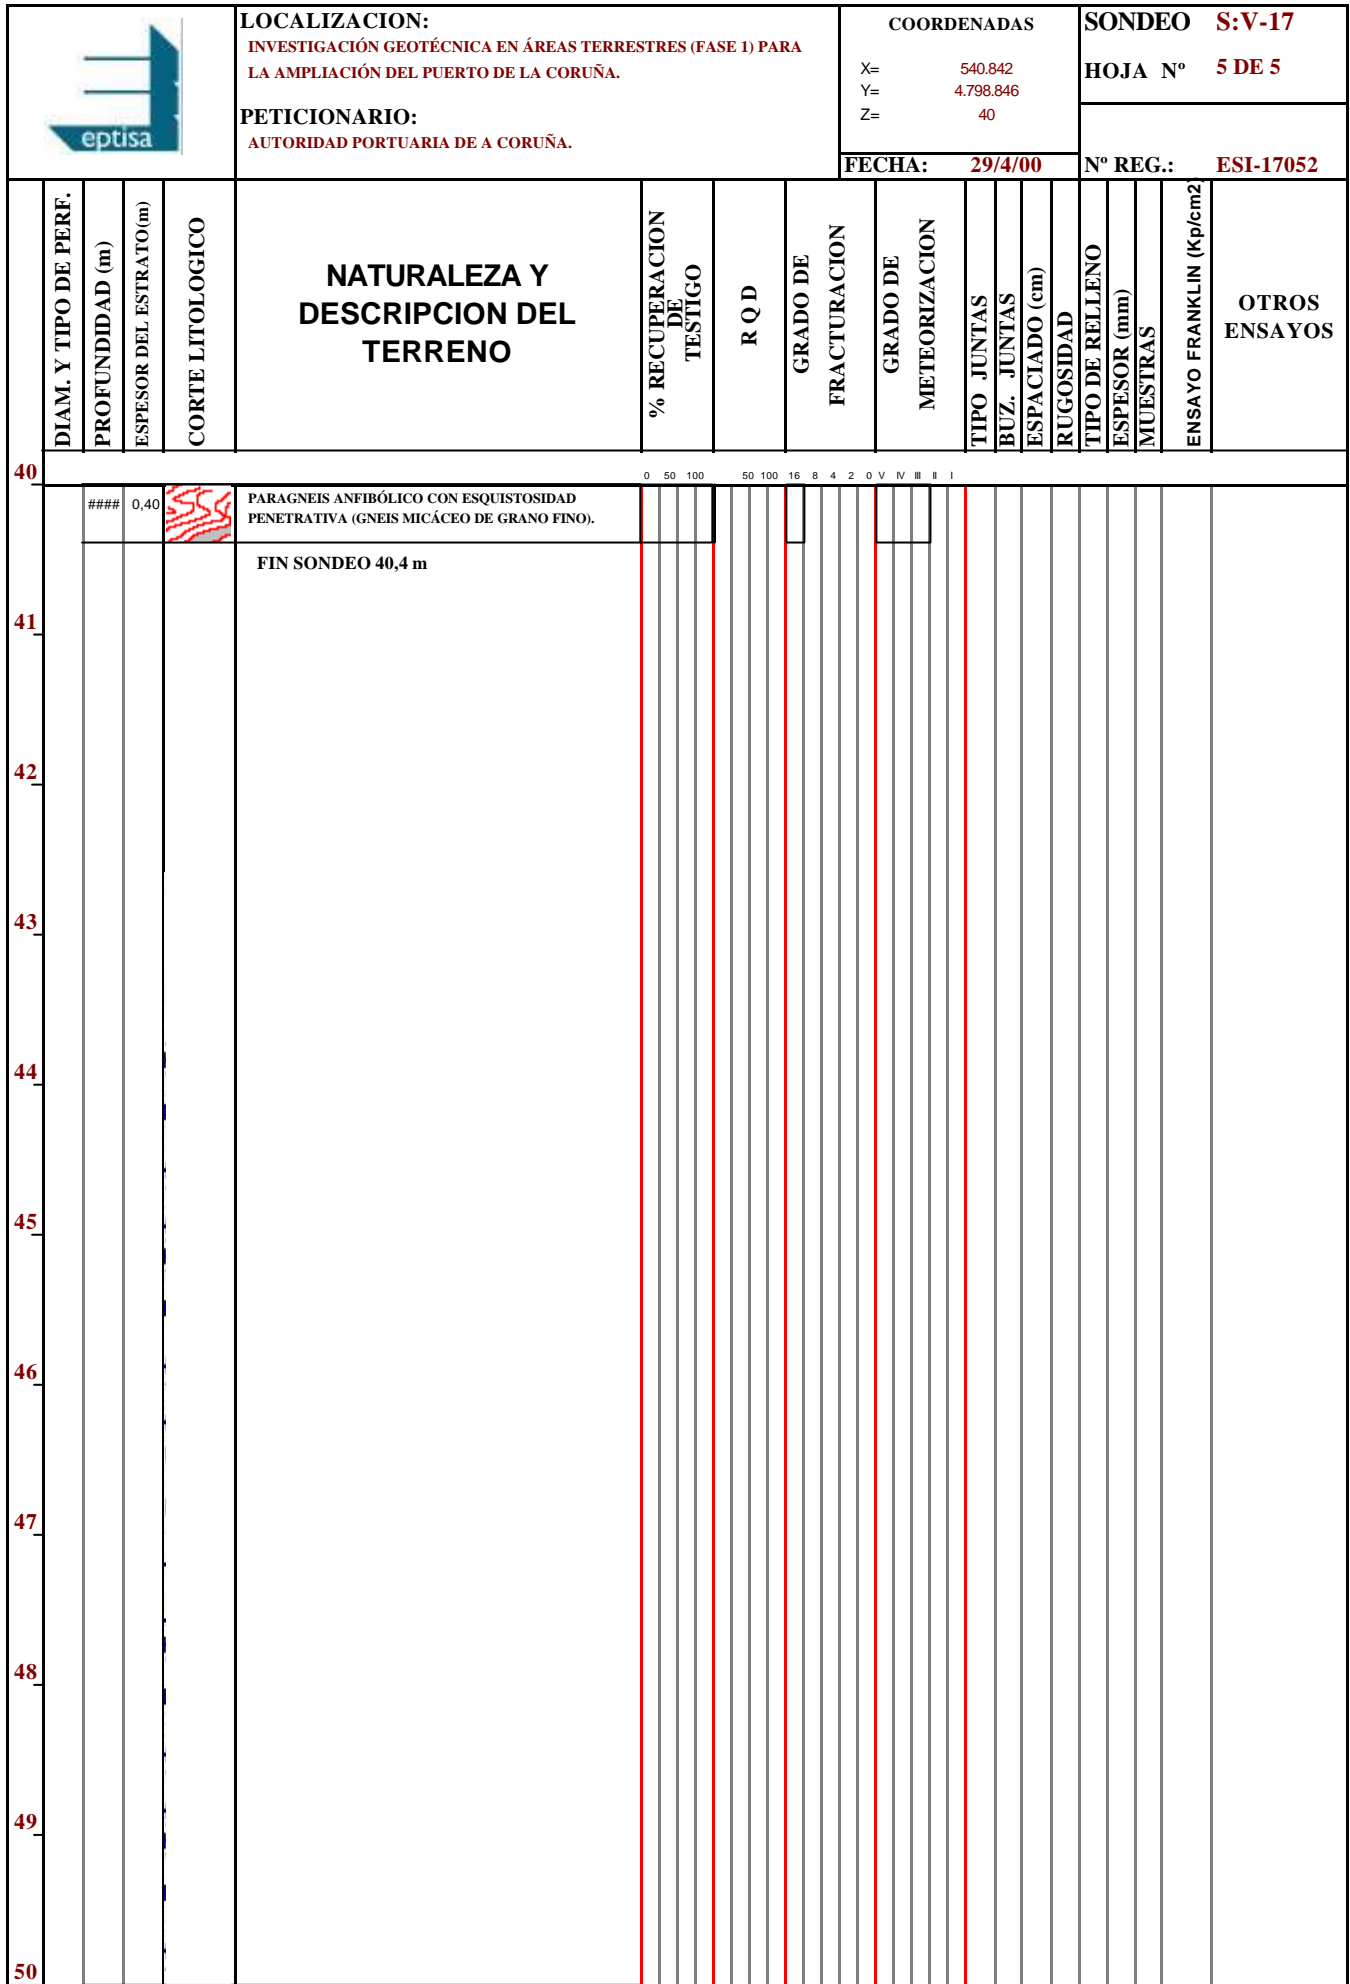 eptisa
LOCALIZACION:
INVESTIGACIÓN GEOTÉCNICA EN ÁREAS TERRESTRES (FASE 1) PARA
LA AMPLIACIÓN DEL PUERTO DE LA CORUÑA.
PETICIONARIO:
AUTORIDAD PORTUARIA DE A CORUÑA.
COORDENADAS
X= 540.842
Y= 4.798.846
Z= 40
FECHA: 29/4/00
SONDEO S:V-17
HOJA Nº 5 DE 5
Nº REG.: ESI-17052
DIAM. Y TIPO DE PERF.
PROFUNDIDAD (m)
ESPESOR DEL ESTRATO(m)
CORTE LITOLOGICO
NATURALEZA Y
DESCRIPCION DEL
TERRENO
% RECUPERACION
DE
TESTIGO
R Q D
GRADO DE
FRACTURACION
GRADO DE
METEORIZACION
TIPO JUNTAS
BUZ. JUNTAS
ESPACIADO (cm)
RUGOSIDAD
TIPO DE RELLENO
ESPESOR (mm)
MUESTRAS
ENSAYO FRANKLIN (Kp/cm2)
OTROS
ENSAYOS
40
0 50 100 50 100 16 8 4 2 0 V IV III II I
#### 0,40
PARAGNEIS ANFIBÓLICO CON ESQUISTOSIDAD
PENETRATIVA (GNEIS MICÁCEO DE GRANO FINO).
FIN SONDEO 40,4 m
41
42
43
44
45
46
47
48
49
50